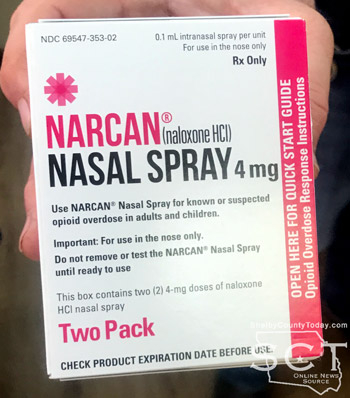 NDC 69547-353-02
0.1 mL intranasal spray per unit
For use in the nose only
Rx Only
NARCAN® (naloxone HCl)
NASAL SPRAY 4 mg
Use NARCAN® Nasal Spray for known or suspected
opioid overdose in adults and children.
Important: For use in the nose only.
Do not remove or test the NARCAN® Nasal Spray
until ready to use
This box contains two (2) 4-mg doses of naloxone
HCl nasal spray
Two Pack
CHECK PRODUCT EXPIRATION DATE BEFORE USE.
OPEN HERE FOR QUICK START GUIDE
Opioid Overdose Response Instructions
ShelbyCountyToday.com
SCT
Online News
Source